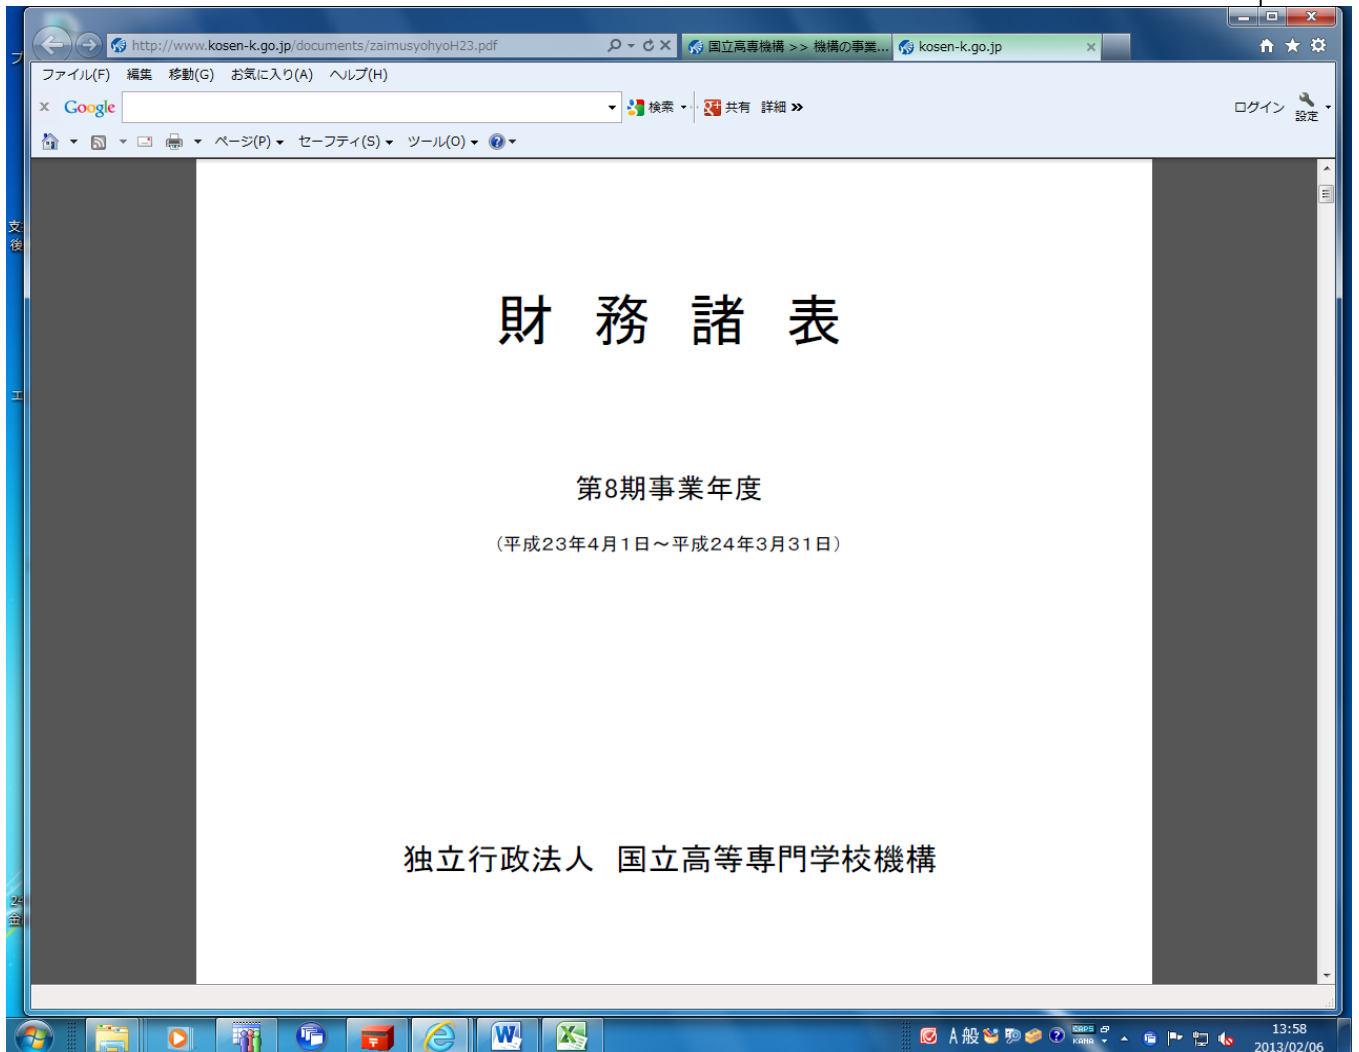 http://www.kosen-k.go.jp/documents/zaimusyohyoH23.pdf
国立高専機構 >> 機構の事業...
kosen-k.go.jp
ファイル(F) 編集 移動(G) お気に入り(A) ヘルプ(H)
Google 検索 共有 詳細 ログイン 設定
ページ(P) セーフティ(S) ツール(O)
財 務 諸 表
第8期事業年度
（平成23年4月1日～平成24年3月31日）
独立行政法人 国立高等専門学校機構
A 般 CAPS KANA
13:58
2013/02/06